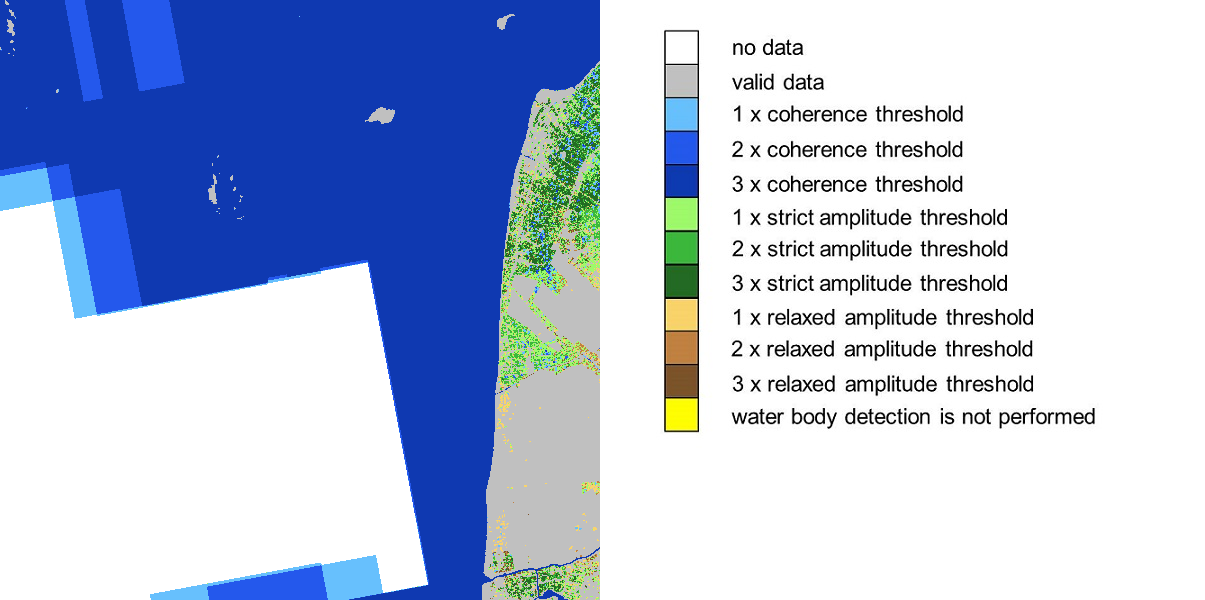 no data
valid data
1 x coherence threshold
2 x coherence threshold
3 x coherence threshold
1 x strict amplitude threshold
2 x strict amplitude threshold
3 x strict amplitude threshold
1 x relaxed amplitude threshold
2 x relaxed amplitude threshold
3 x relaxed amplitude threshold
water body detection is not performed